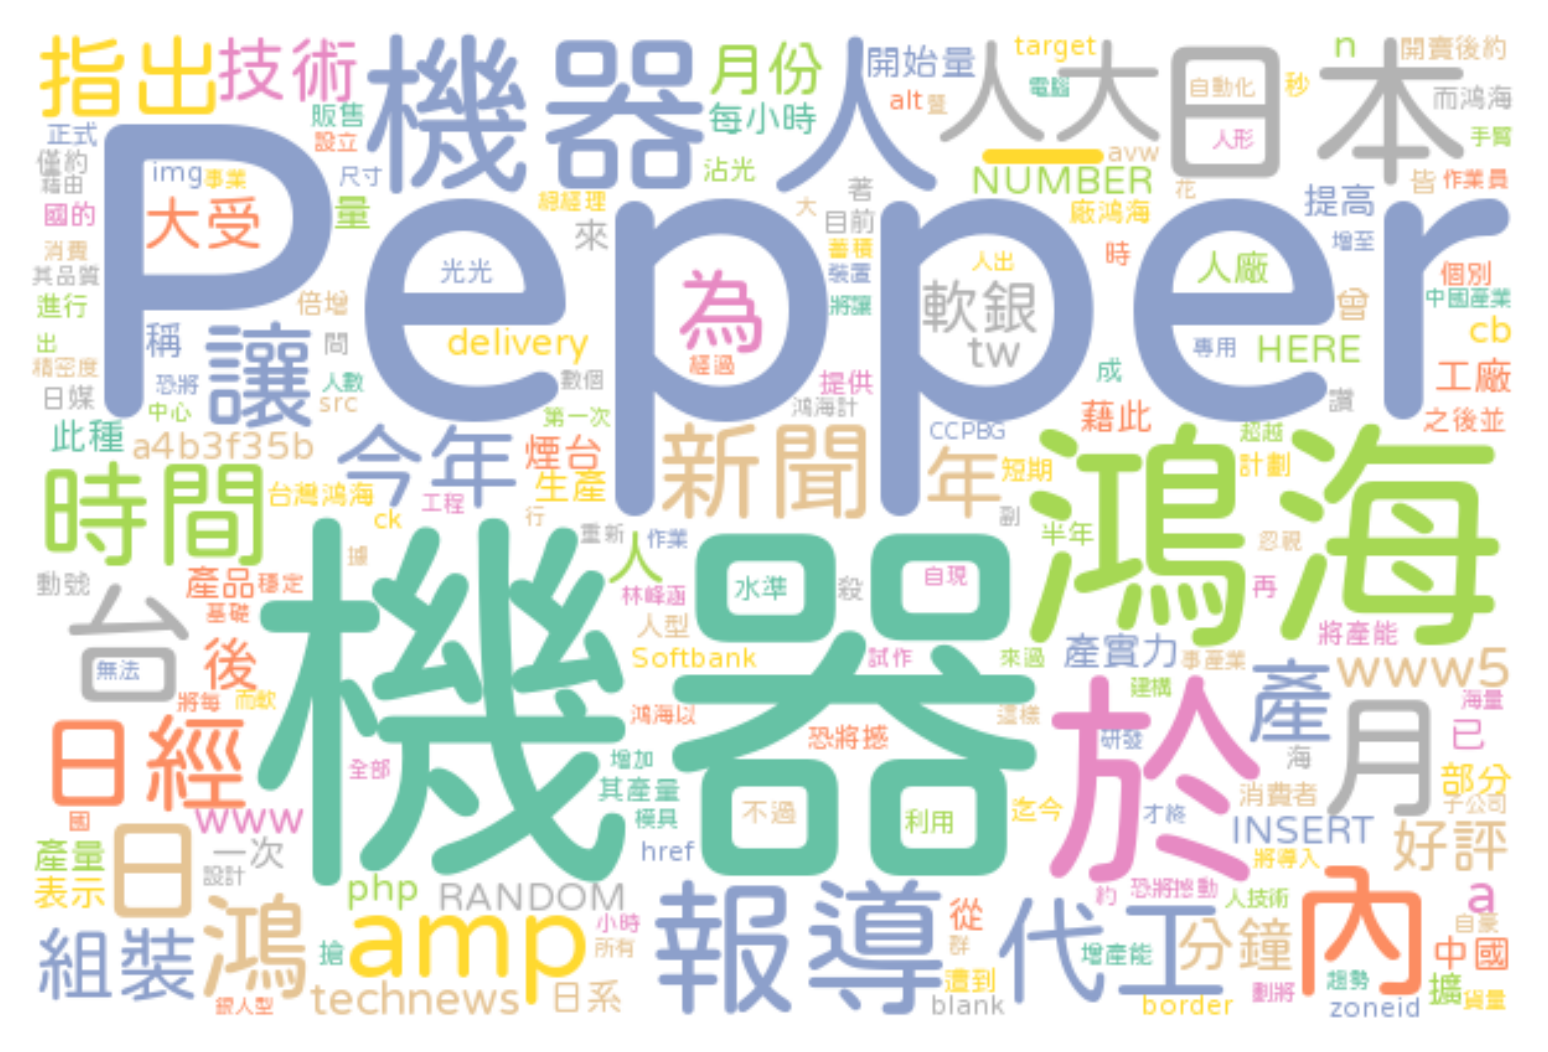 指出
技術
機器人
月份
每小時
開始量
人大日本
target
電腦
alt
自動化
秒
n
開賣後約
而鴻海
手臂
販售
設立
正式
僅約
藉由
img
事業
尺寸
沾光
NUMBER
avw
人形
花
皆
作業員
國的
大受
量
總經理
來
著
目前
大
廠鴻海
提高
消費
其品質
Pepper
光光
為
蓄積
裝置
人出
軟銀
時
人廠
增至
個別
中國產業
進行
倍增
將讓
曾
出
稱
讓
間
delivery
經過
tw
專用
HERE
cb
精密度
恐將
人數
數個
提供
成
工廠
日媒
中心
src
第一次
鴻海計
藉此
讚
之後並
此種
a4b3f35b
今年
煙台
新聞
CCPBG
年
短期
鴻海
超越
計劃
時間
台灣鴻海
ck
工程
生產
行
副
半年
忽視
據
重新
作業
動號
產品
穩定
機器
人
水準
殺
自現
再
台
基礎
林峰涵
人型
將產能
無法
後
Softbank
試作
來過
產實力
事產業
www5
將每
而軟
建構
產
海量
日經
鴻海以
恐將撼
這樣
於
研發
月
已
全部
增加
海
其產量
部分
國
www
模具
不過
利用
迄今
才終
消費者
子公司
產量
日
一次
href
INSERT
好評
設計
將導入
表示
php
RANDOM
約
恐將撼動
人技術
a
組裝
鴻
搶
amp
小時
所有
報導
從
群
代工
增產能
分鐘
內
自豪
中國
銀人型
technews
日系
遭到
blank
border
劃將
趨勢
zoneid
擴
貨量